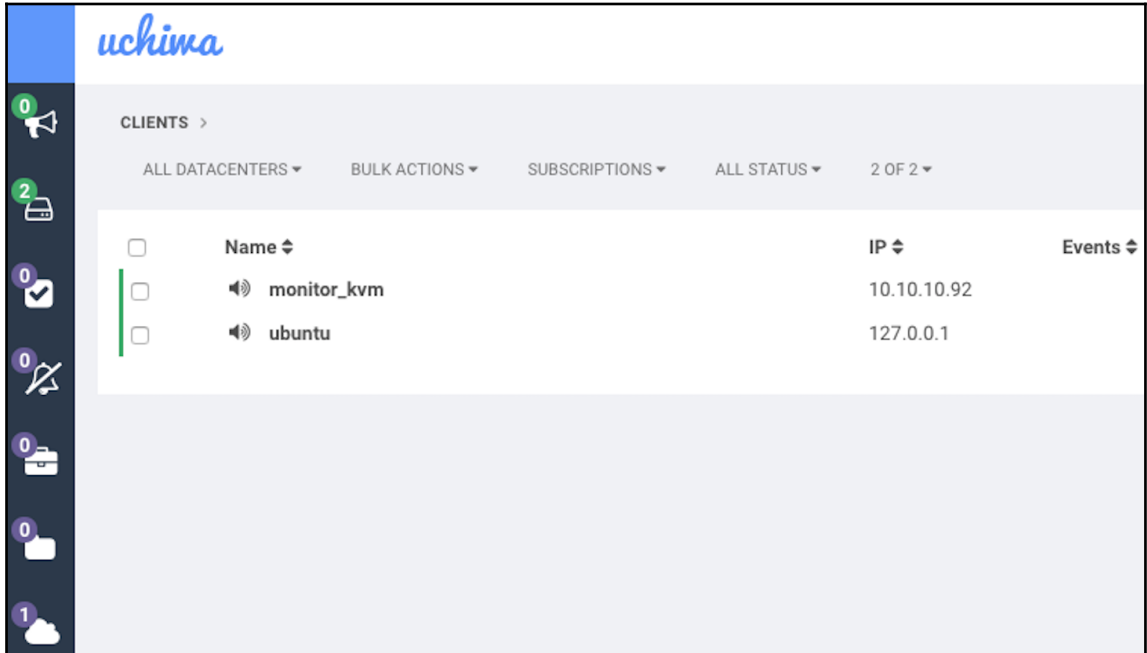 uchiwa
0
CLIENTS >
2
ALL DATACENTERS BULK ACTIONS SUBSCRIPTIONS ALL STATUS 2 OF 2
Name IP Events
0
monitor_kvm 10.10.10.92
ubuntu 127.0.0.1
0
0
0
1